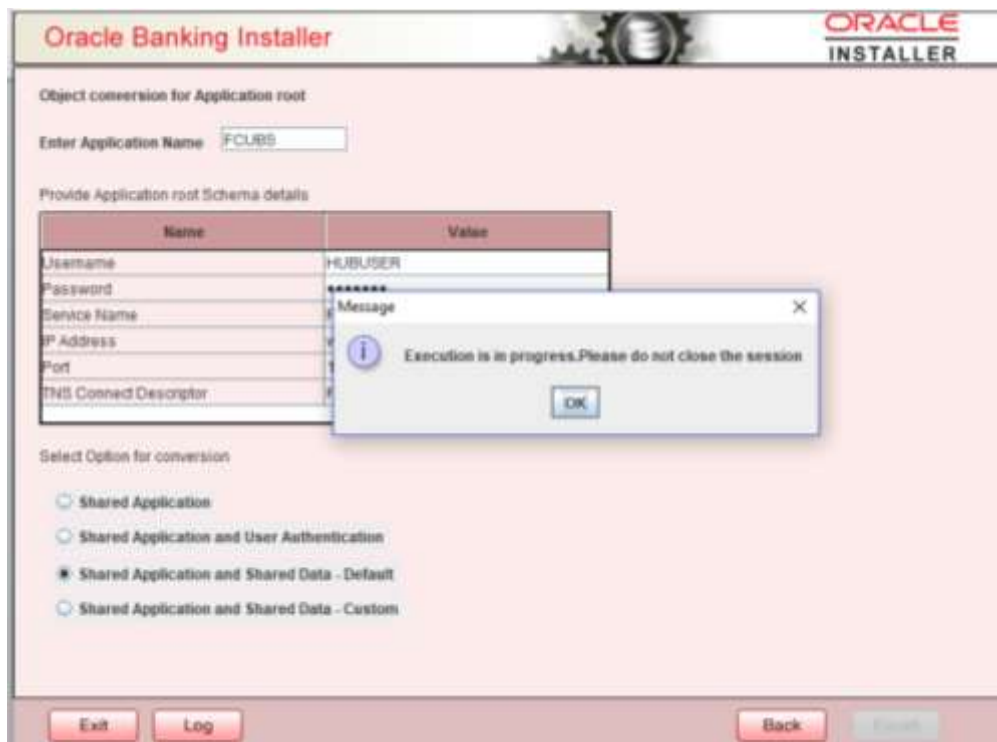 Oracle Banking Installer
ORACLE
INSTALLER
Object conversion for Application root
Enter Application Name FCUBS
Provide Application root Schema details
Name Value
Username HUBUSER
Password •••••••
Service Name
IP Address
Port
TNS Connect Descriptor
Message
Execution is in progress.Please do not close the session
OK
Select Option for conversion
Shared Application
Shared Application and User Authentication
Shared Application and Shared Data - Default
Shared Application and Shared Data - Custom
Exit Log Back